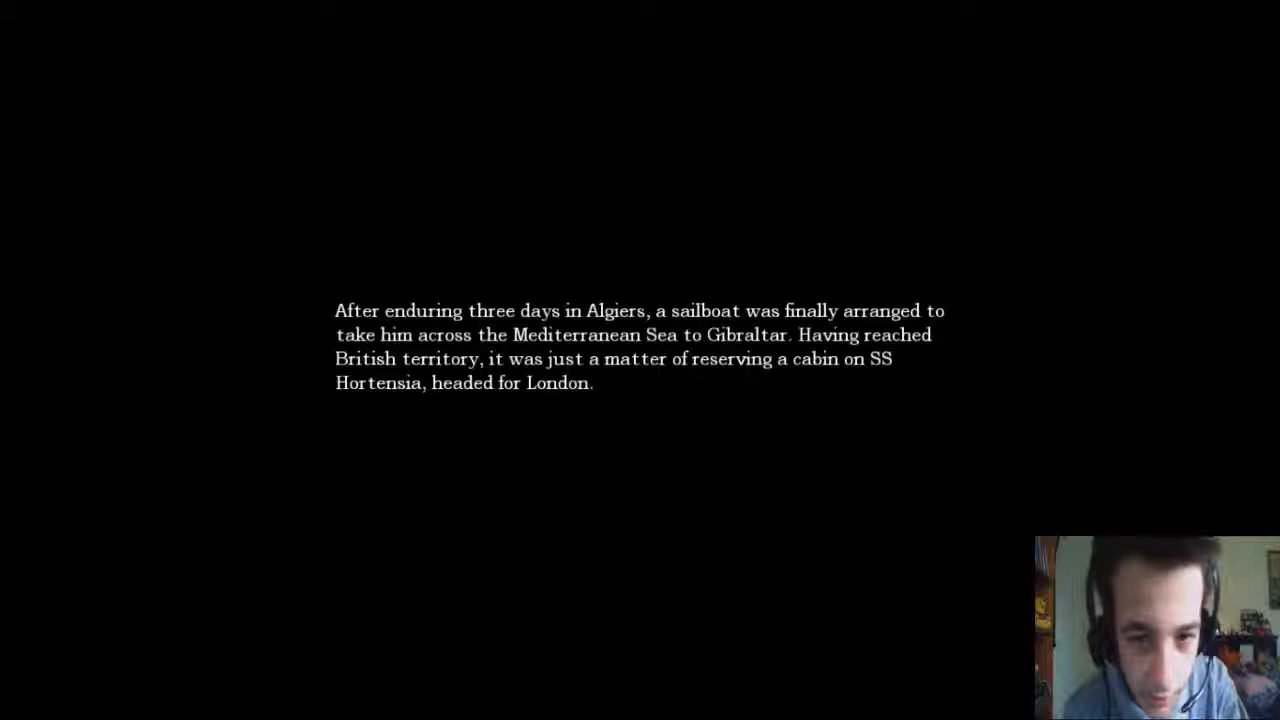 After enduring three days in Algiers, a sailboat was finally arranged to
take him across the Mediterranean Sea to Gibraltar. Having reached
British territory, it was just a matter of reserving a cabin on SS
Hortensia, headed for London.